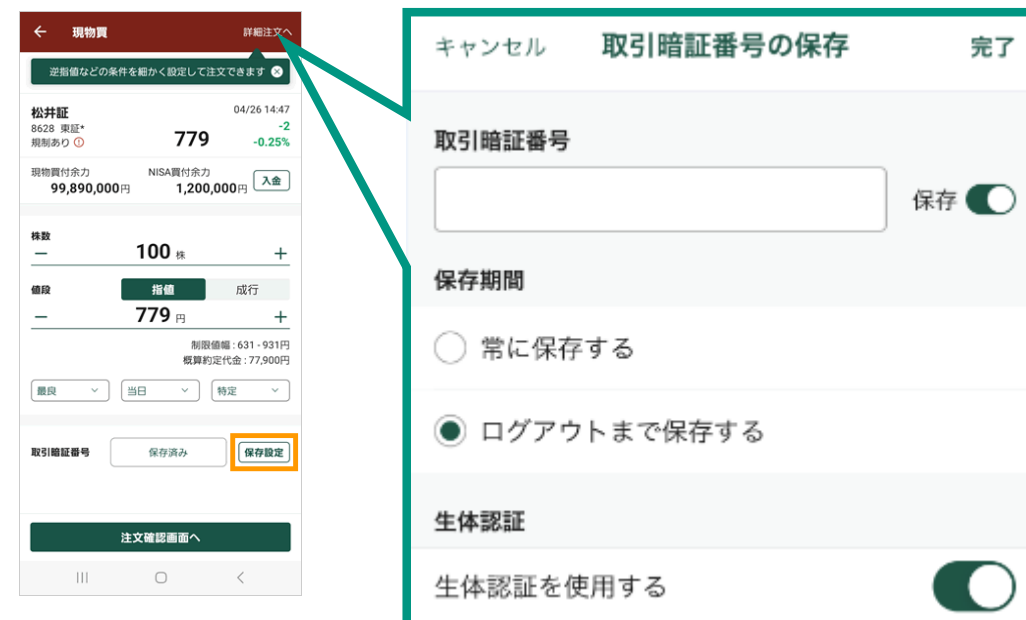 現物買
詳細注文へ
逆指値などの条件を細かく設定して注文できます
松井証
04/26 14:47
8628 東証*
779
-2
規制あり
-0.25%
現物買付余力
NISA買付余力
99,890,000円
1,200,000円
入金
株数
100 株
値段
指値
成行
779 円
制限値幅 : 631 - 931円
概算約定代金 : 77,900円
最良
当日
特定
取引暗証番号
保存済み
保存設定
注文確認画面へ
キャンセル
取引暗証番号の保存
完了
取引暗証番号
保存
保存期間
常に保存する
ログアウトまで保存する
生体認証
生体認証を使用する